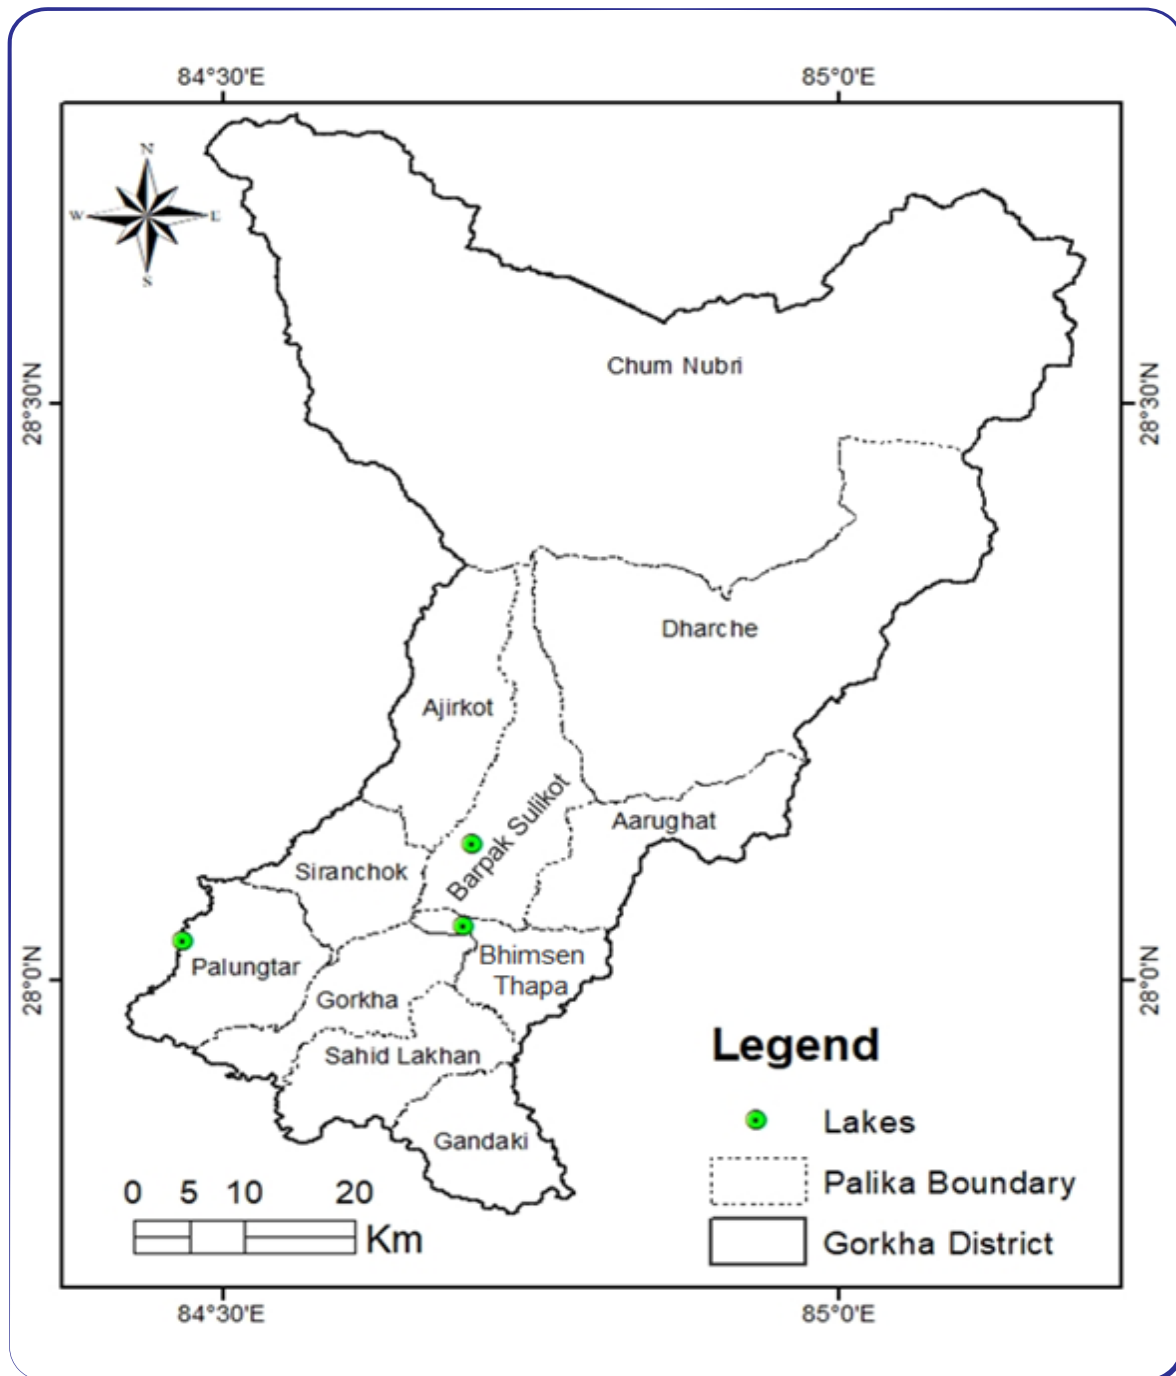 84°30'E
85°0'E
N
W
E
S
28°30'N
28°30'N
Chum Nubri
Dharche
Ajirkot
Barpak Sulikot
Aarughat
Siranchok
Palungtar
Bhimsen
Thapa
28°0'N
28°0'N
Gorkha
Sahid Lakhan
Gandaki
Legend
Lakes
Palika Boundary
Gorkha District
0 5 10 20
Km
84°30'E
85°0'E